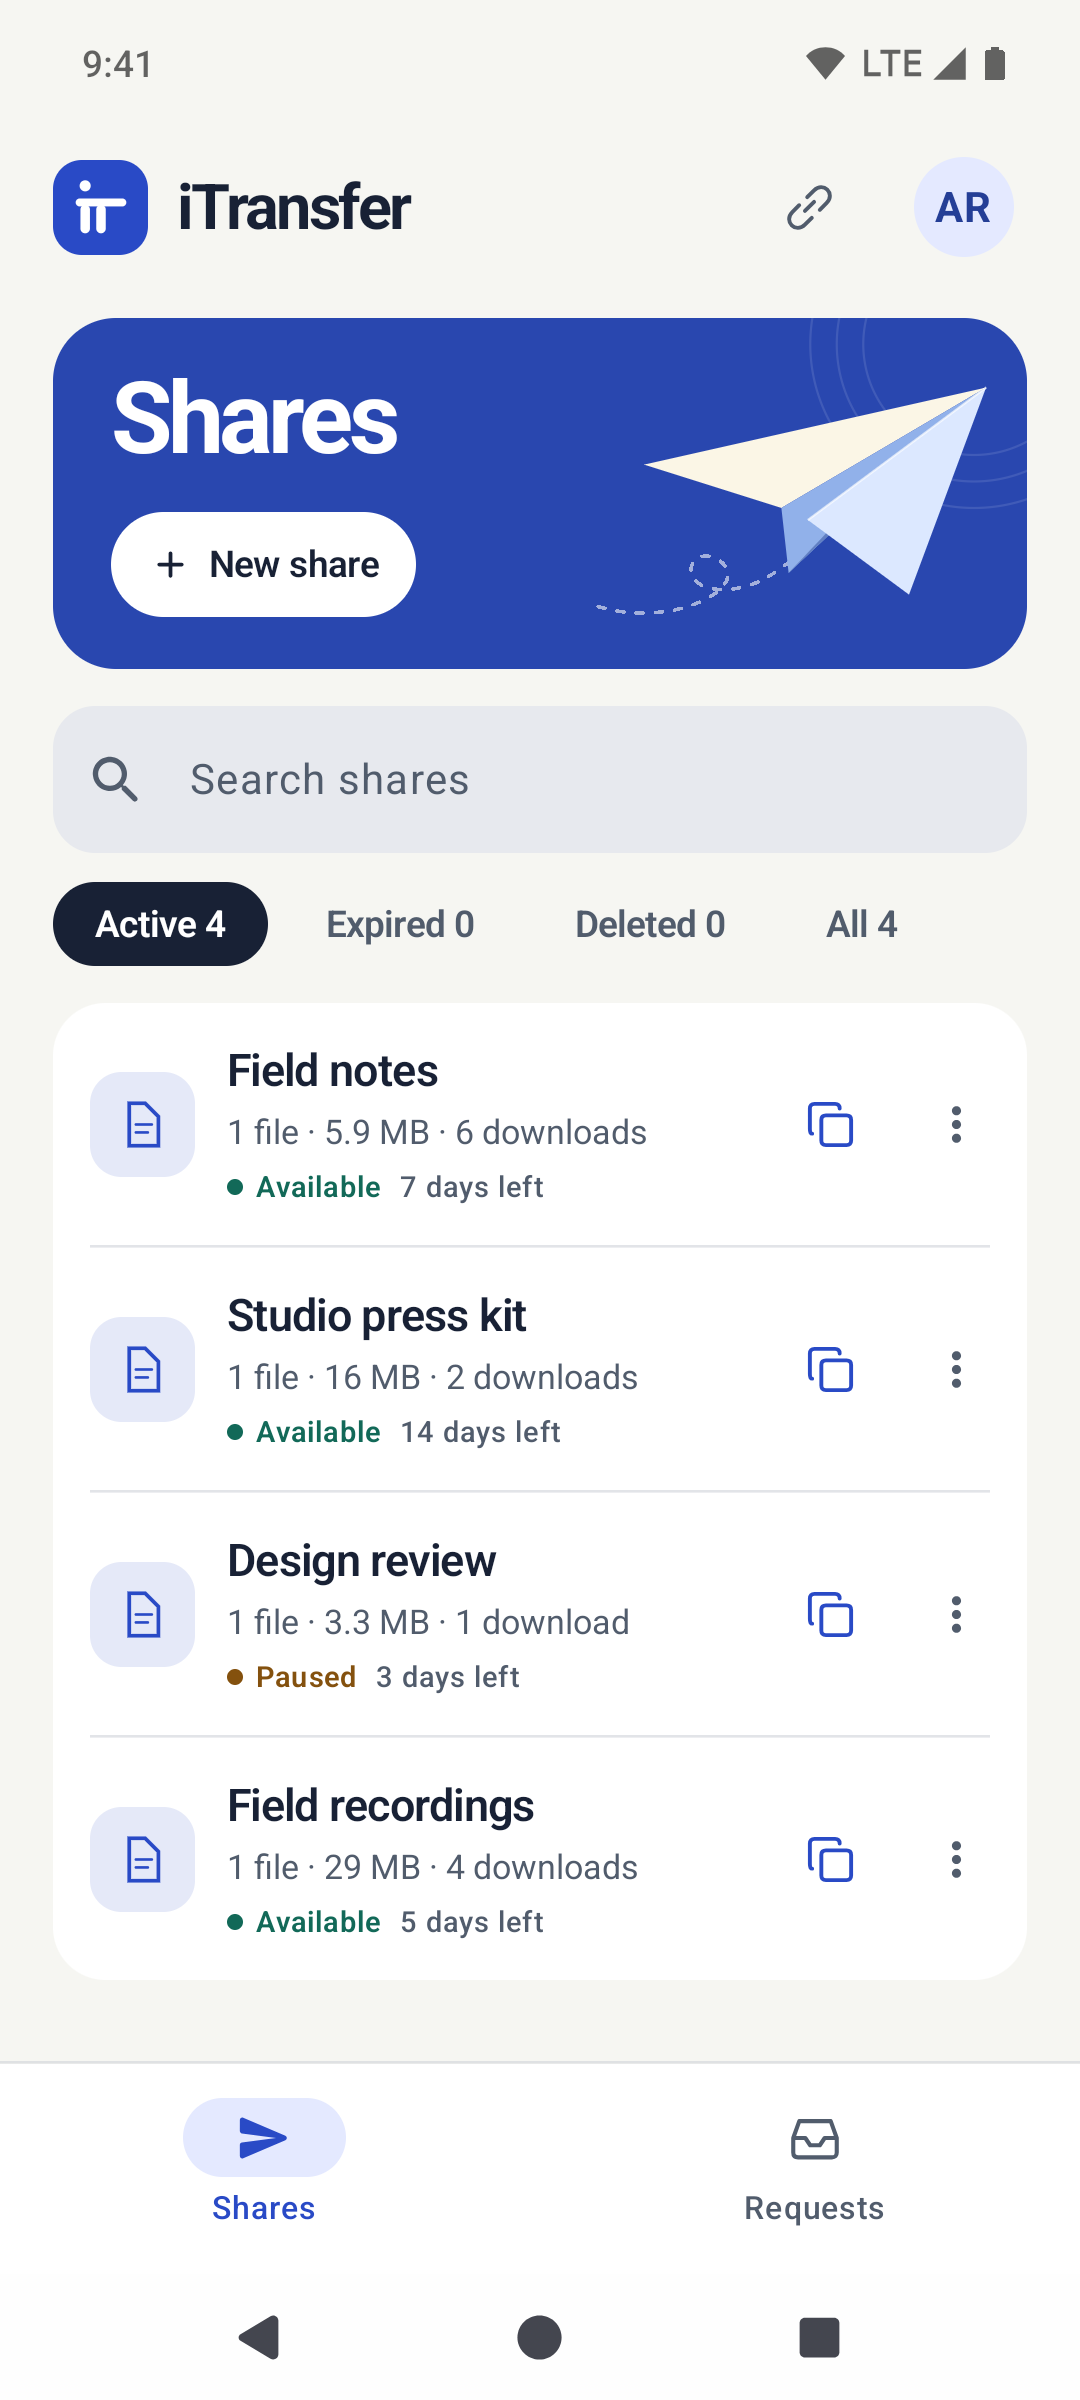 9:41 LTE
iTransfer AR
Shares
New share
Search shares
Active 4 Expired 0 Deleted 0 All 4
Field notes
1 file · 5.9 MB · 6 downloads
Available 7 days left
Studio press kit
1 file · 16 MB · 2 downloads
Available 14 days left
Design review
1 file · 3.3 MB · 1 download
Paused 3 days left
Field recordings
1 file · 29 MB · 4 downloads
Available 5 days left
Shares Requests